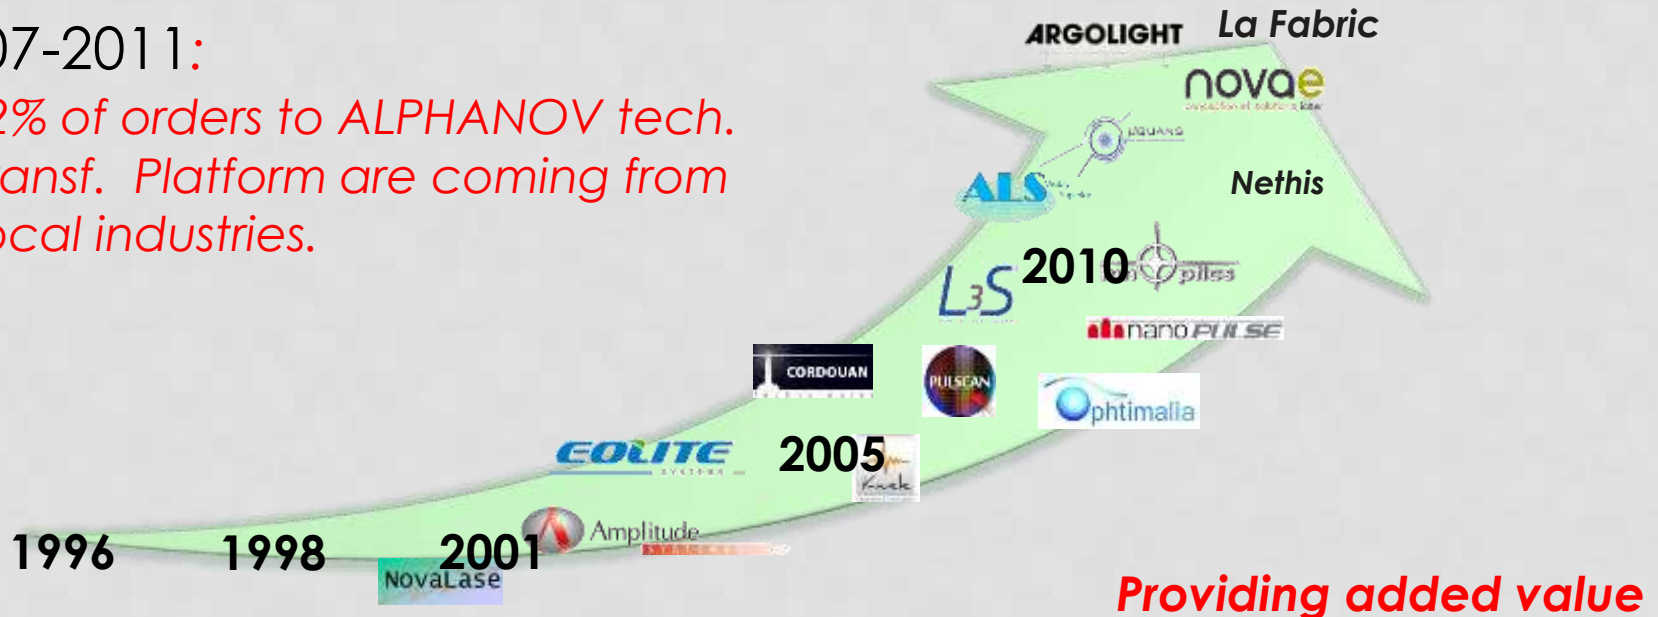 07-2011:
2% of orders to ALPHANOV tech.
ansf. Platform are coming from
ocal industries.
ARGOLIGHT
La Fabric
novae
ALS
Nethis
L3S
2010
nano PULSE
CORDOUAN
PULSCAN
Ophtimalia
EOLITE
SYSTEMS
2005
1996
1998
2001
Amplitude
SYSTEMES
NovaLase
Providing added value